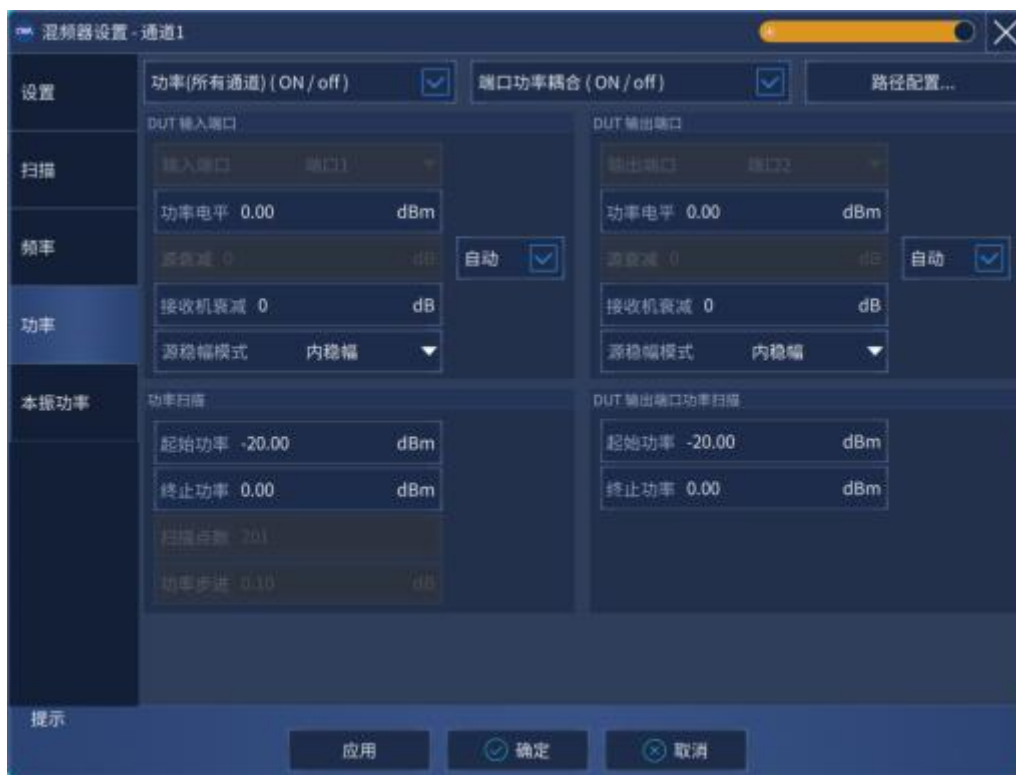 混频器设置 - 通道1
设置
扫描
频率
功率
本振功率
功率(所有通道) ( ON / off )
端口功率耦合 ( ON / off )
路径配置...
DUT 输入端口
输入端口 端口1
功率电平 0.00 dBm
源衰减 0 dB
自动
接收机衰减 0 dB
源稳幅模式 内稳幅
DUT 输出端口
输出端口 端口2
功率电平 0.00 dBm
源衰减 0 dB
自动
接收机衰减 0 dB
源稳幅模式 内稳幅
功率扫描
起始功率 -20.00 dBm
终止功率 0.00 dBm
扫描点数 201
功率步进 0.10 dB
DUT 输出端口功率扫描
起始功率 -20.00 dBm
终止功率 0.00 dBm
提示
应用
确定
取消